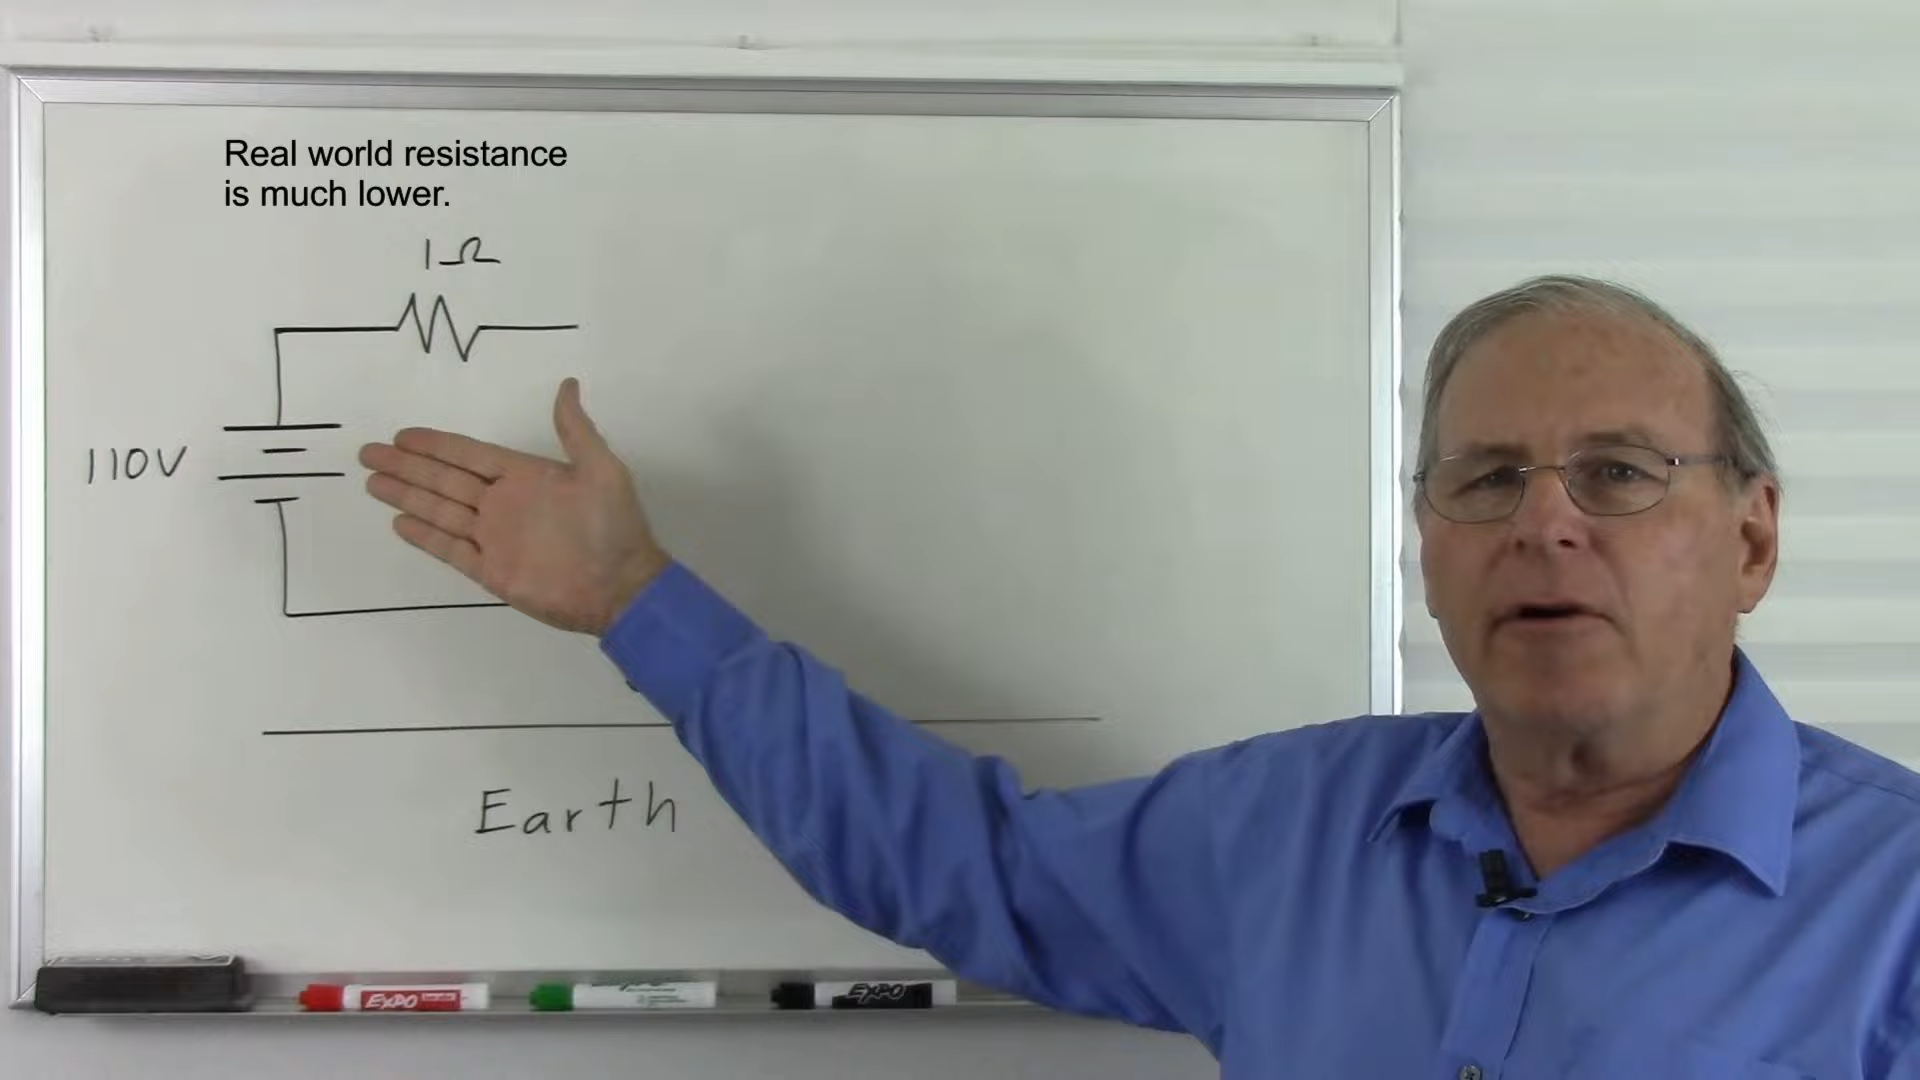 Real world resistance
is much lower.
1Ω
110V
Earth
EXPO
EXPO